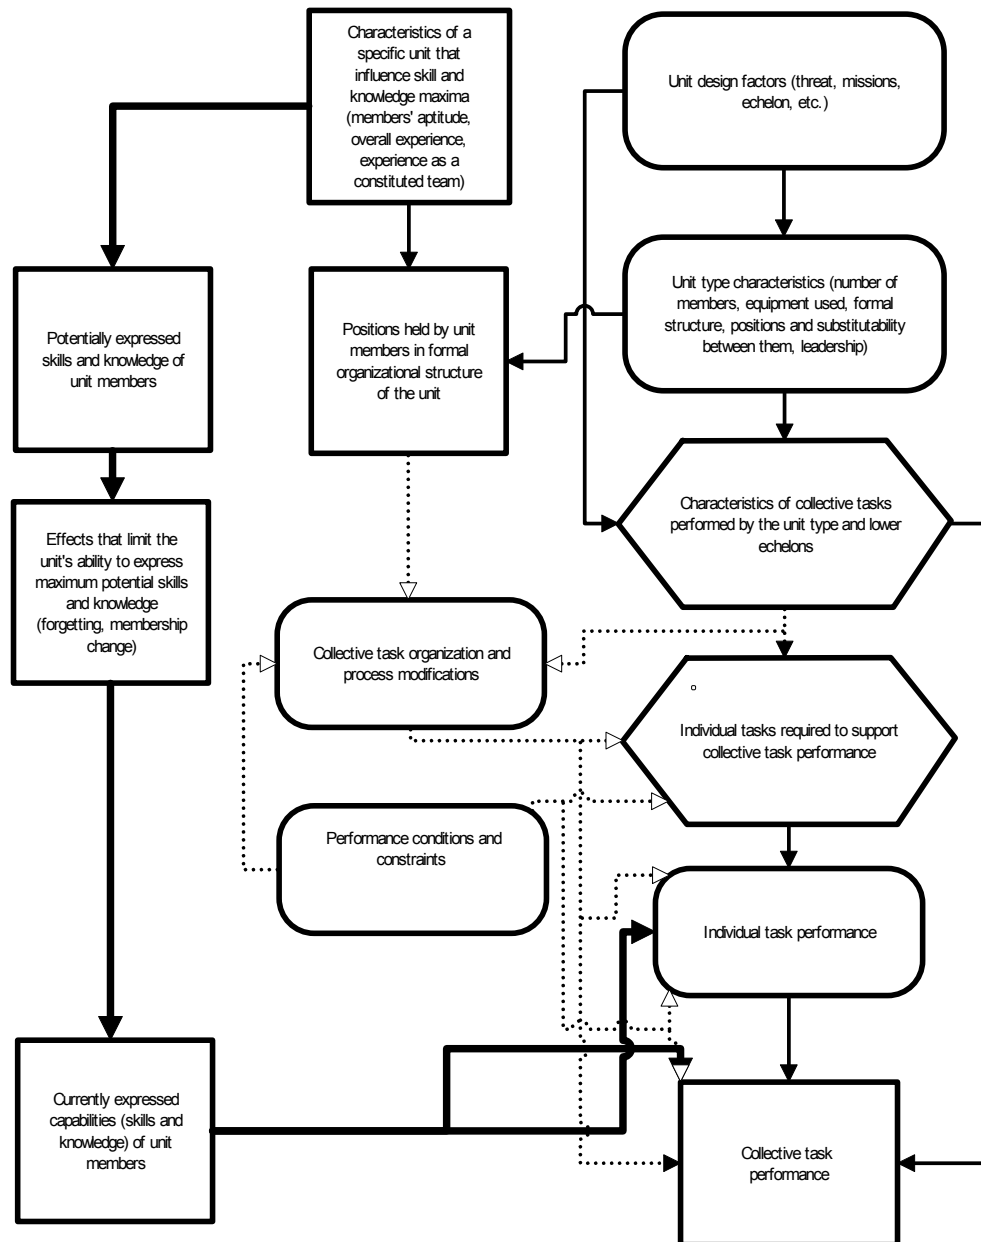 Characteristics of a
specific unit that
influence skill and
knowledge maxima
(members' aptitude,
overall experience,
experience as a
constituted team)
Unit design factors (threat, missions,
echelon, etc.)
Potentially expressed
skills and knowledge of
unit members
Positions held by unit
members in formal
organizational structure
of the unit
Unit type characteristics (number of
members, equipment used, formal
structure, positions and substitutability
between them, leadership)
Effects that limit the
unit's ability to express
maximum potential skills
and knowledge
(forgetting, membership
change)
Characteristics of collective tasks
performed by the unit type and lower
echelons
Collective task organization and
process modifications
Individual tasks required to support
collective task performance
Performance conditions and
constraints
Individual task performance
Currently expressed
capabilities (skills and
knowledge) of unit
members
Collective task
performance